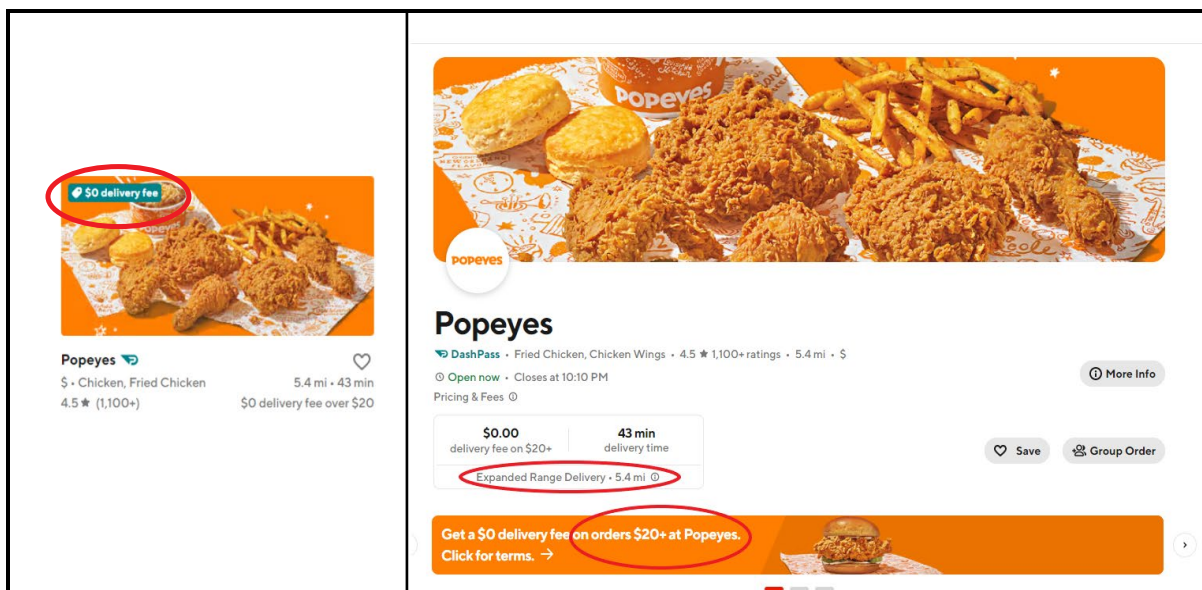 $0 delivery fee
POPEYES
Popeyes
$ • Chicken, Fried Chicken
5.4 mi • 43 min
4.5 ★ (1,100+)
$0 delivery fee over $20
POPEYES
POPEYES
Popeyes
DashPass • Fried Chicken, Chicken Wings • 4.5 ★ 1,100+ ratings • 5.4 mi • $
Open now • Closes at 10:10 PM
Pricing & Fees
More Info
$0.00
delivery fee on $20+
43 min
delivery time
Expanded Range Delivery • 5.4 mi
Save
Group Order
Get a $0 delivery fee on orders $20+ at Popeyes.
Click for terms. →